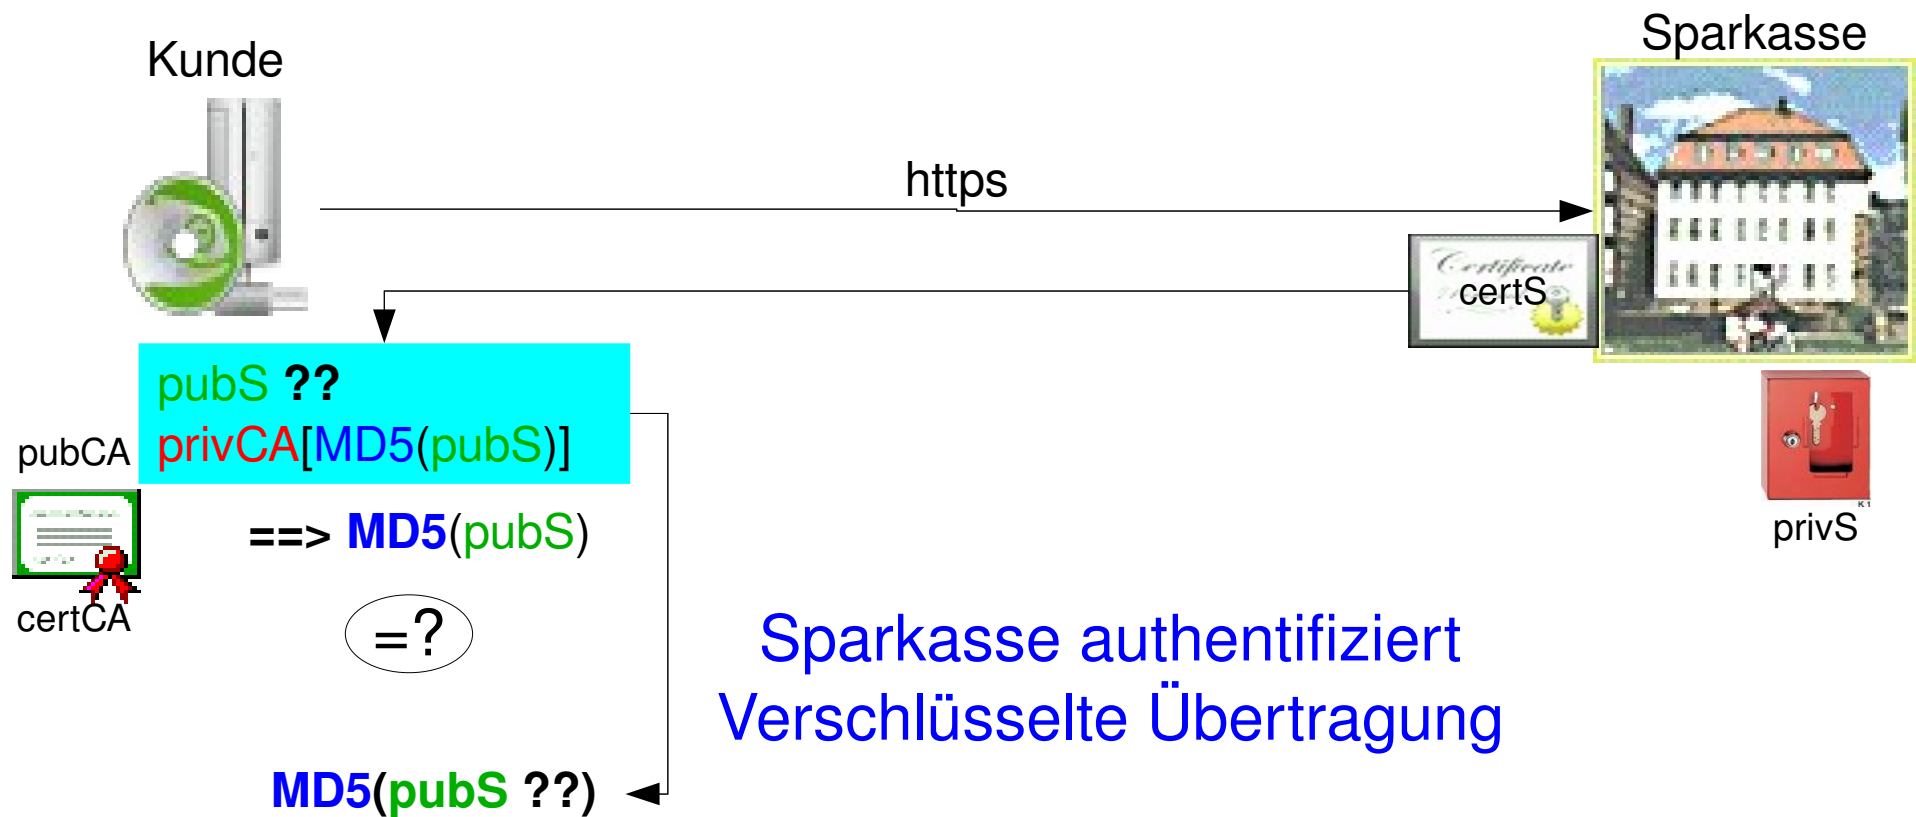 Kunde
Sparkasse
https
Certificate
certS
pubS ??
privCA[MD5(pubS)]
pubCA
==> MD5(pubS)
privS
certCA
=?
Sparkasse authentifiziert
Verschlüsselte Übertragung
MD5(pubS ??)